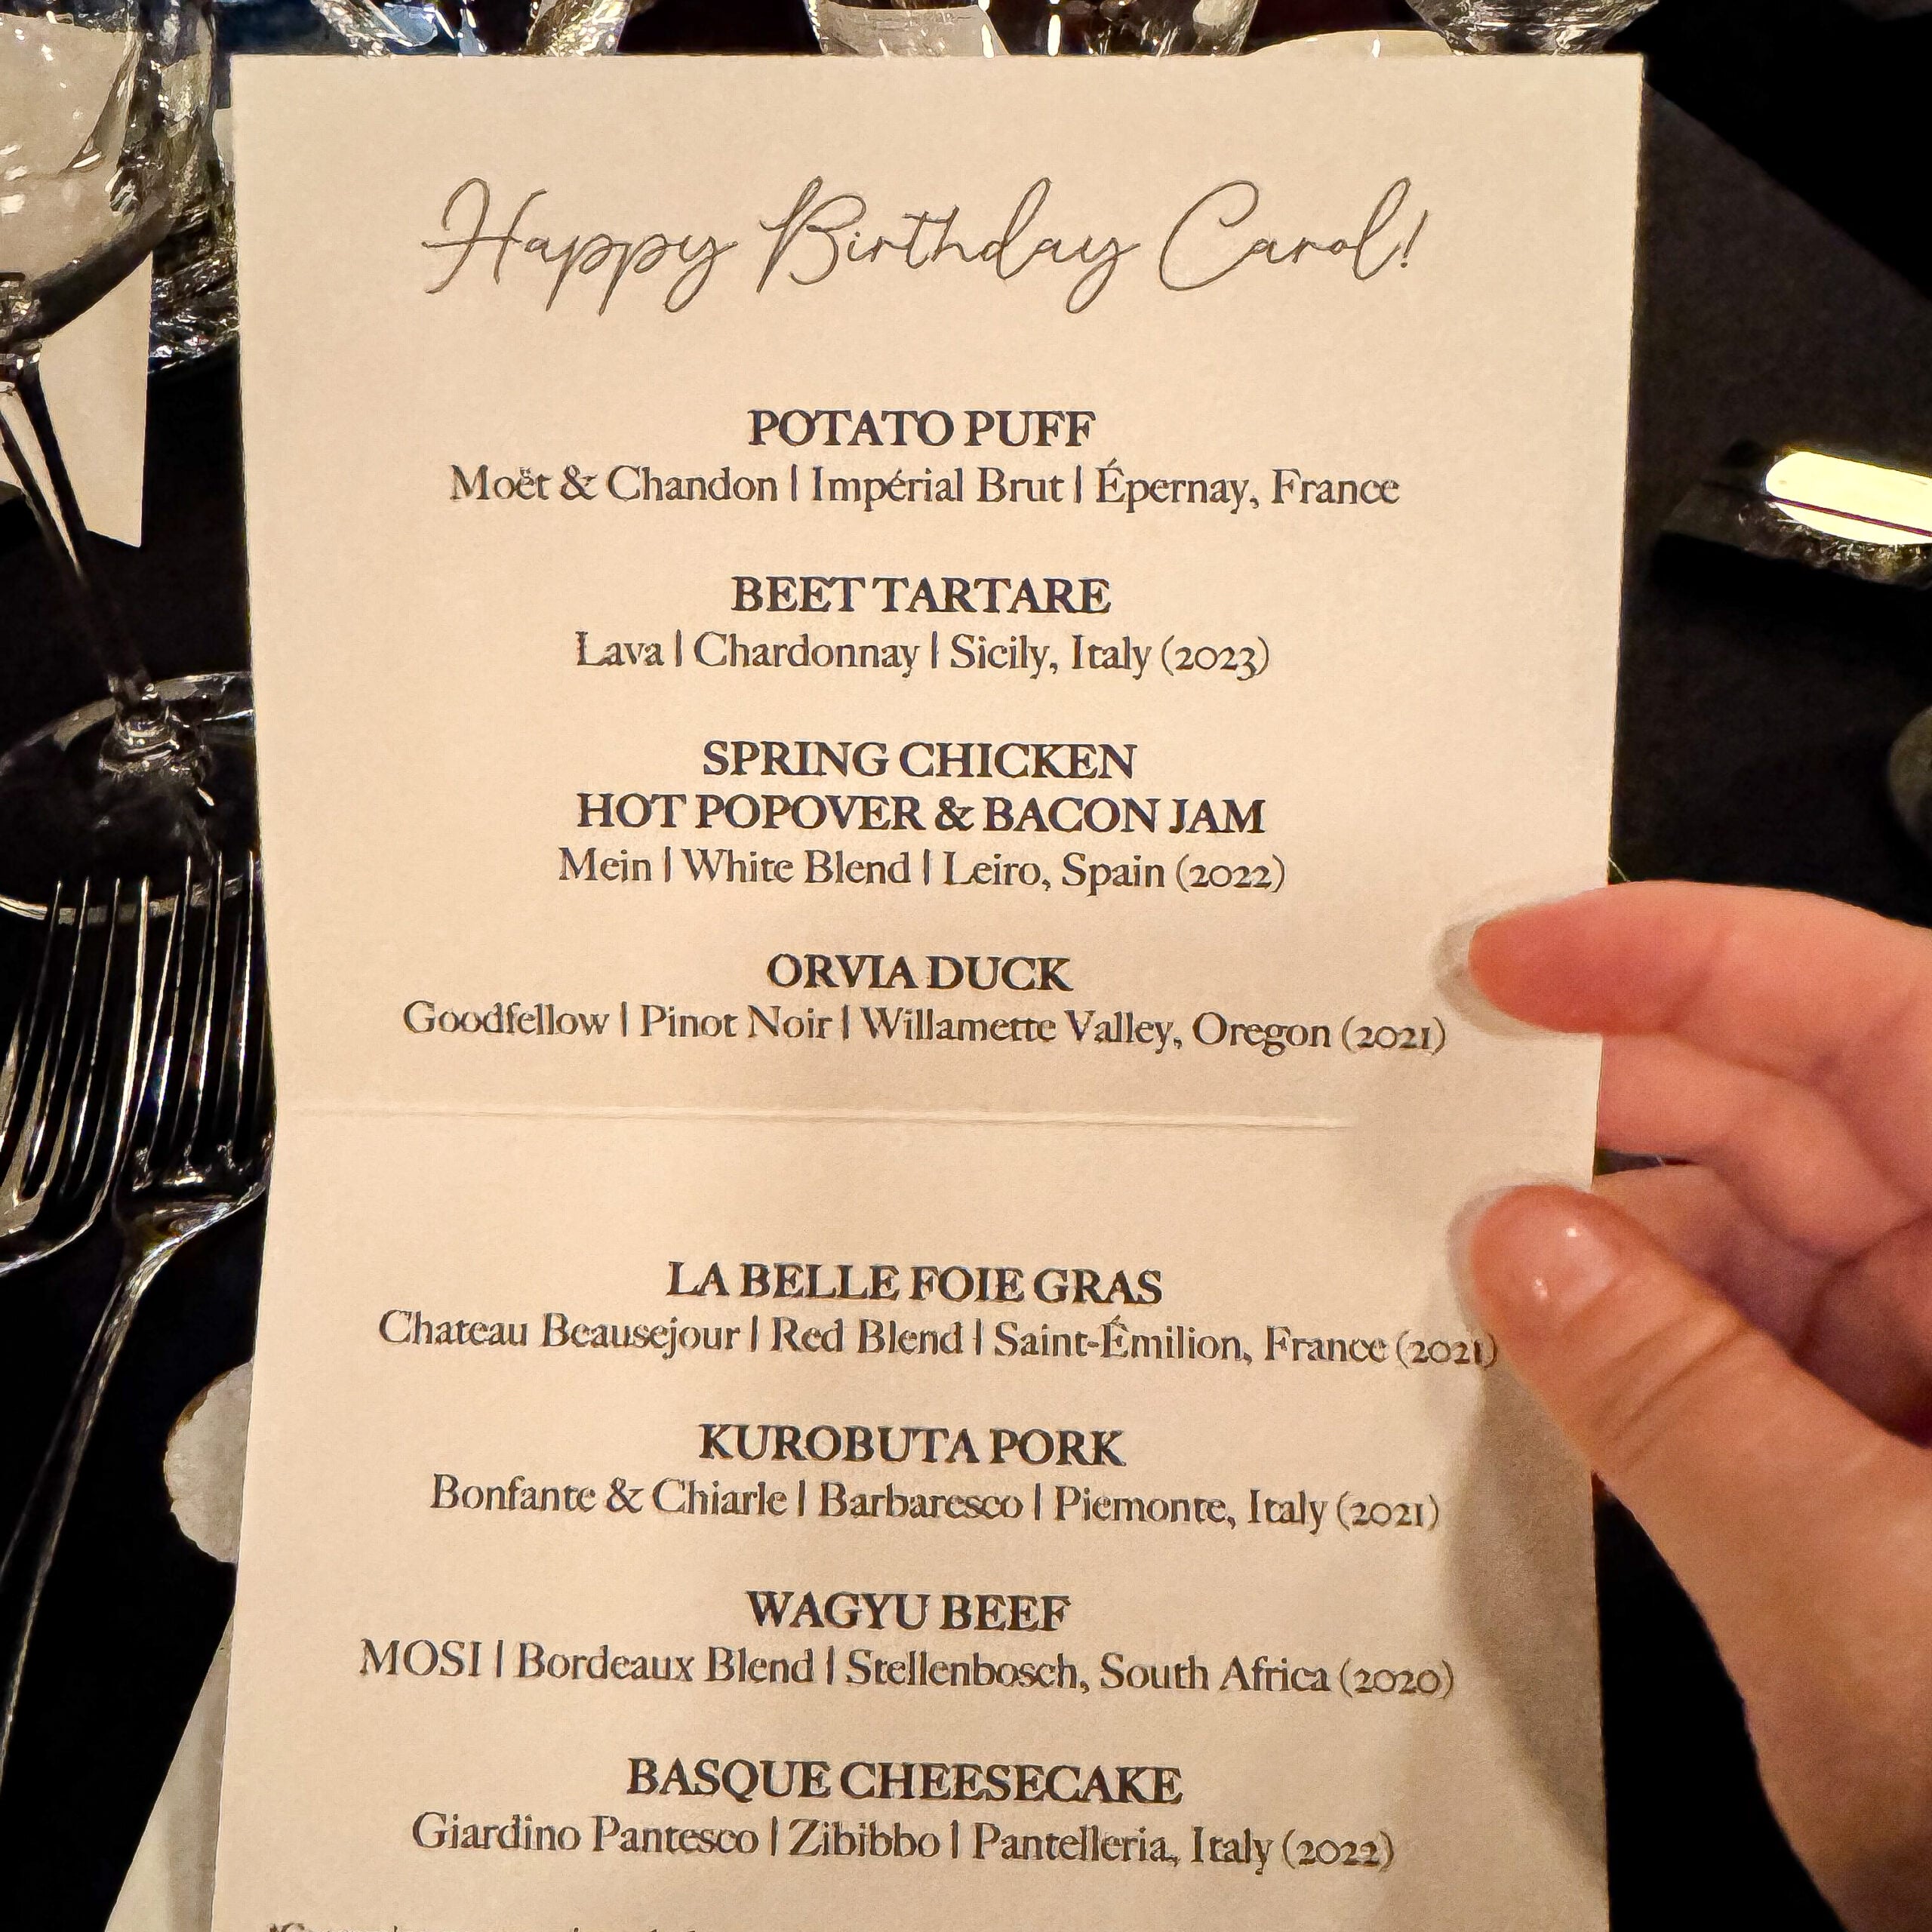 Happy Birthday Carol!
POTATO PUFF
Moët & Chandon | Impérial Brut | Épernay, France
BEET TARTARE
Lava | Chardonnay | Sicily, Italy (2023)
SPRING CHICKEN
HOT POPOVER & BACON JAM
Mein | White Blend | Leiro, Spain (2022)
ORVIA DUCK
Goodfellow | Pinot Noir | Willamette Valley, Oregon (2021)
LA BELLE FOIE GRAS
Chateau Beausejour | Red Blend | Saint-Émilion, France (2021)
KUROBUTA PORK
Bonfante & Chiarle | Barbaresco | Piemonte, Italy (2021)
WAGYU BEEF
MOSI | Bordeaux Blend | Stellenbosch, South Africa (2020)
BASQUE CHEESECAKE
Giardino Pantesco | Zibibbo | Pantelleria, Italy (2022)